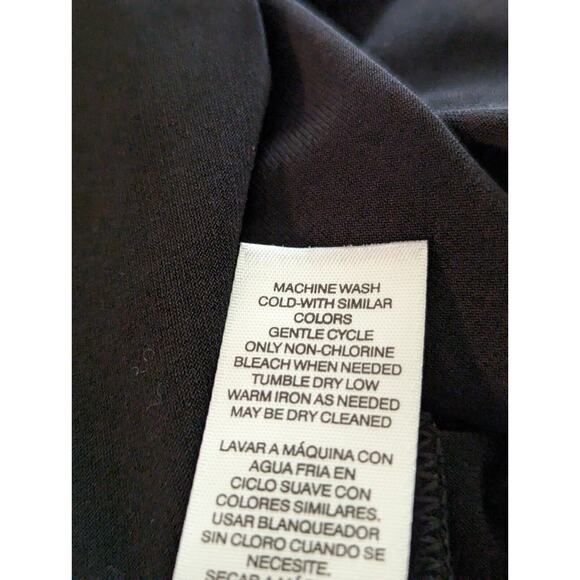 MACHINE WASH
COLD-WITH SIMILAR
COLORS
GENTLE CYCLE
ONLY NON-CHLORINE
BLEACH WHEN NEEDED
TUMBLE DRY LOW
WARM IRON AS NEEDED
MAY BE DRY CLEANED
LAVAR A MÁQUINA CON
AGUA FRIA EN
CICLO SUAVE CON
COLORES SIMILARES.
USAR BLANQUEADOR
SIN CLORO CUANDO SE
NECESITE.
SECAR A